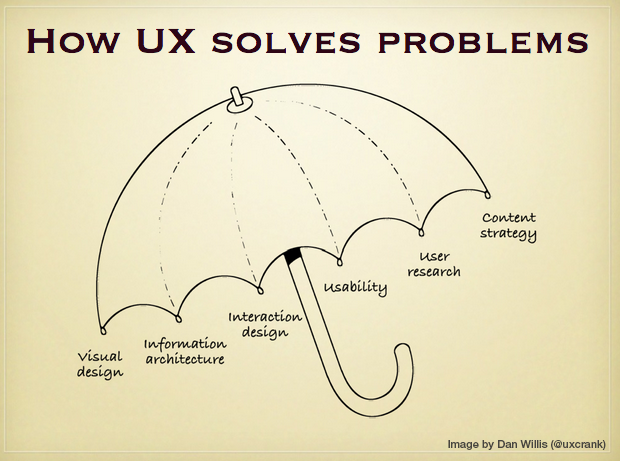 How UX solves problems
Visual
design
Information
architecture
Interaction
design
Usability
User
research
Content
strategy
Image by Dan Willis (@uxcrank)